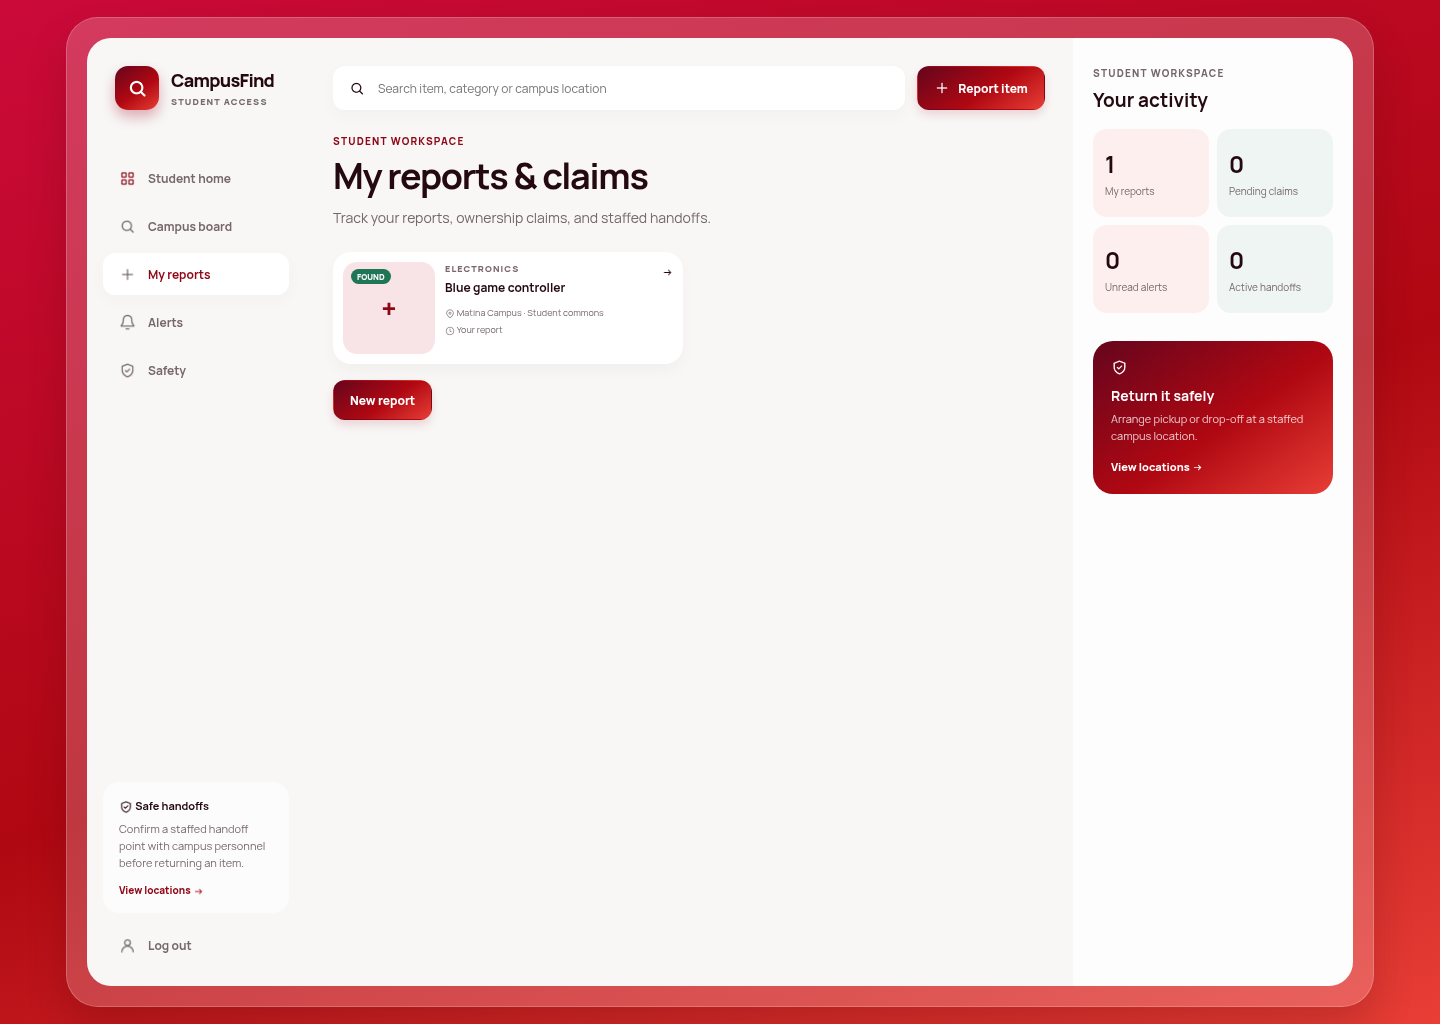 CampusFind
STUDENT ACCESS
Student home
Campus board
My reports
Alerts
Safety
Safe handoffs
Confirm a staffed handoff
point with campus personnel
before returning an item.
View locations →
Log out
Search item, category or campus location
+ Report item
STUDENT WORKSPACE
My reports & claims
Track your reports, ownership claims, and staffed handoffs.
FOUND
+
ELECTRONICS
→
Blue game controller
Matina Campus · Student commons
Your report
New report
STUDENT WORKSPACE
Your activity
1
My reports
0
Pending claims
0
Unread alerts
0
Active handoffs
Return it safely
Arrange pickup or drop-off at a staffed
campus location.
View locations →